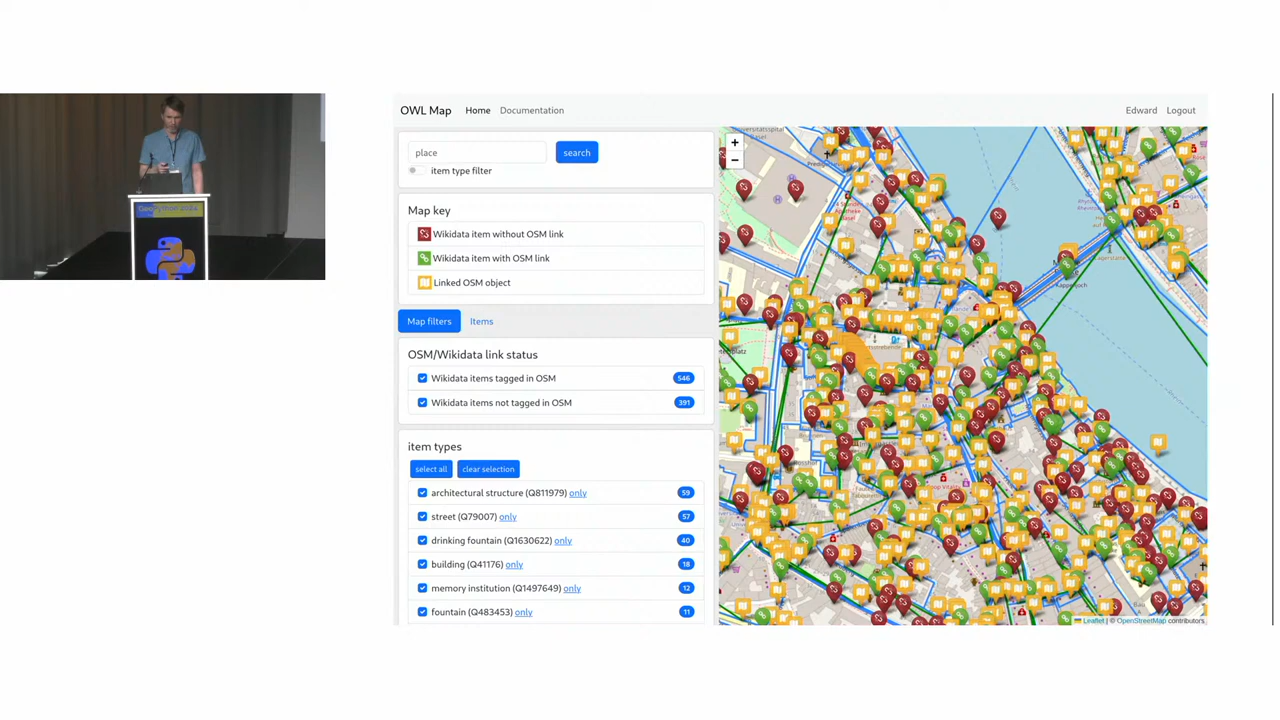 GeoPython 2024
OWL Map Home Documentation Edward Logout
place search
item type filter
Map key
Wikidata item without OSM link
Wikidata item with OSM link
Linked OSM object
Map filters Items
OSM/Wikidata link status
Wikidata items tagged in OSM 546
Wikidata items not tagged in OSM 391
item types
select all clear selection
architectural structure (Q811979) only 59
street (Q79007) only 57
drinking fountain (Q1630622) only 40
building (Q41176) only 18
memory institution (Q1497649) only 12
fountain (Q483453) only 11
+
−
Kappeljoch
Rosshof
Leaflet | © OpenStreetMap contributors